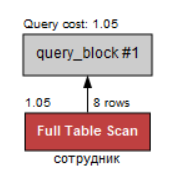 Query cost: 1.05
query_block #1
1.05 8 rows
Full Table Scan
сотрудник